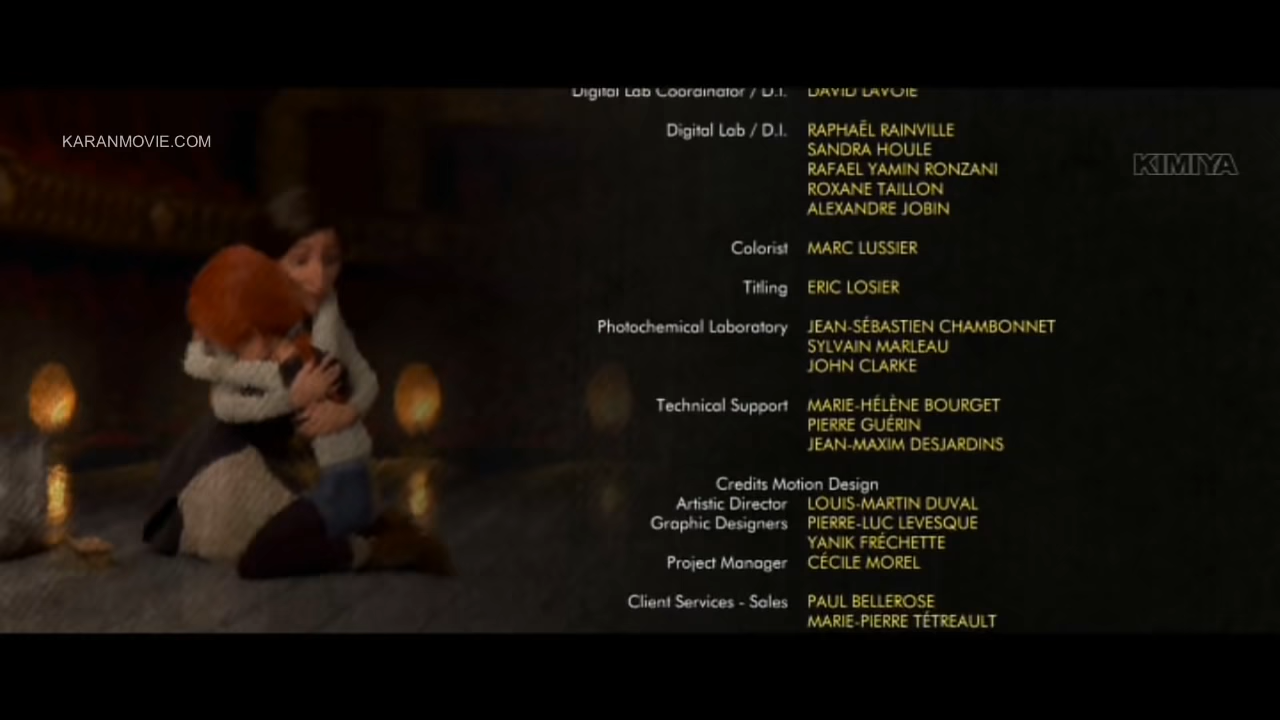 Digital Lab Coordinator / D.I. DAVID LAVOIE
KARANMOVIE.COM
Digital Lab / D.I. RAPHAËL RAINVILLE
SANDRA HOULE
KIMIYA
RAFAEL YAMIN RONZANI
ROXANE TAILLON
ALEXANDRE JOBIN
Colorist MARC LUSSIER
Titling ERIC LOSIER
Photochemical Laboratory JEAN-SÉBASTIEN CHAMBONNET
SYLVAIN MARLEAU
JOHN CLARKE
Technical Support MARIE-HÉLÈNE BOURGET
PIERRE GUÉRIN
JEAN-MAXIM DESJARDINS
Credits Motion Design
Artistic Director LOUIS-MARTIN DUVAL
Graphic Designers PIERRE-LUC LEVESQUE
YANIK FRÉCHETTE
Project Manager CÉCILE MOREL
Client Services - Sales PAUL BELLEROSE
MARIE-PIERRE TÉTREAULT